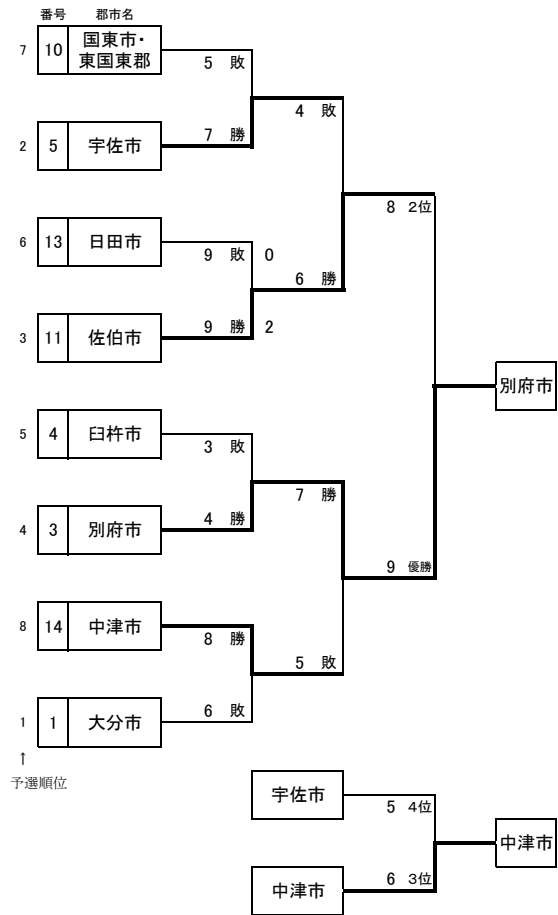 番号 郡市名
7 10 国東市・
東国東郡
5 敗
4 敗
2 5 宇佐市
7 勝
8 2位
6 13 日田市
9 敗 0
6 勝
3 11 佐伯市
9 勝 2
別府市
5 4 臼杵市
3 敗
7 勝
4 3 別府市
4 勝
9 優勝
8 14 中津市
8 勝
5 敗
1 1 大分市
6 敗
↑
予選順位
宇佐市
5 4位
中津市
中津市
6 3位